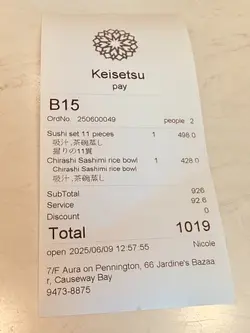 Keisetsu
pay
B15
OrdNo. 250600049 people 2
Sushi set 11 pieces 1 498.0
吸汁,茶碗蒸し
握りの11翼
Chirashi Sashimi rice bowl 1 428.0
Chirashi Sashimi rice bowl
吸汁,茶碗蒸し
SubTotal 926
Service 92.6
Discount 0
Total 1019
open 2025/06/09 12:57:55 Nicole
7/F Aura on Pennington, 66 Jardine's Bazaa
r, Causeway Bay
9473-8875